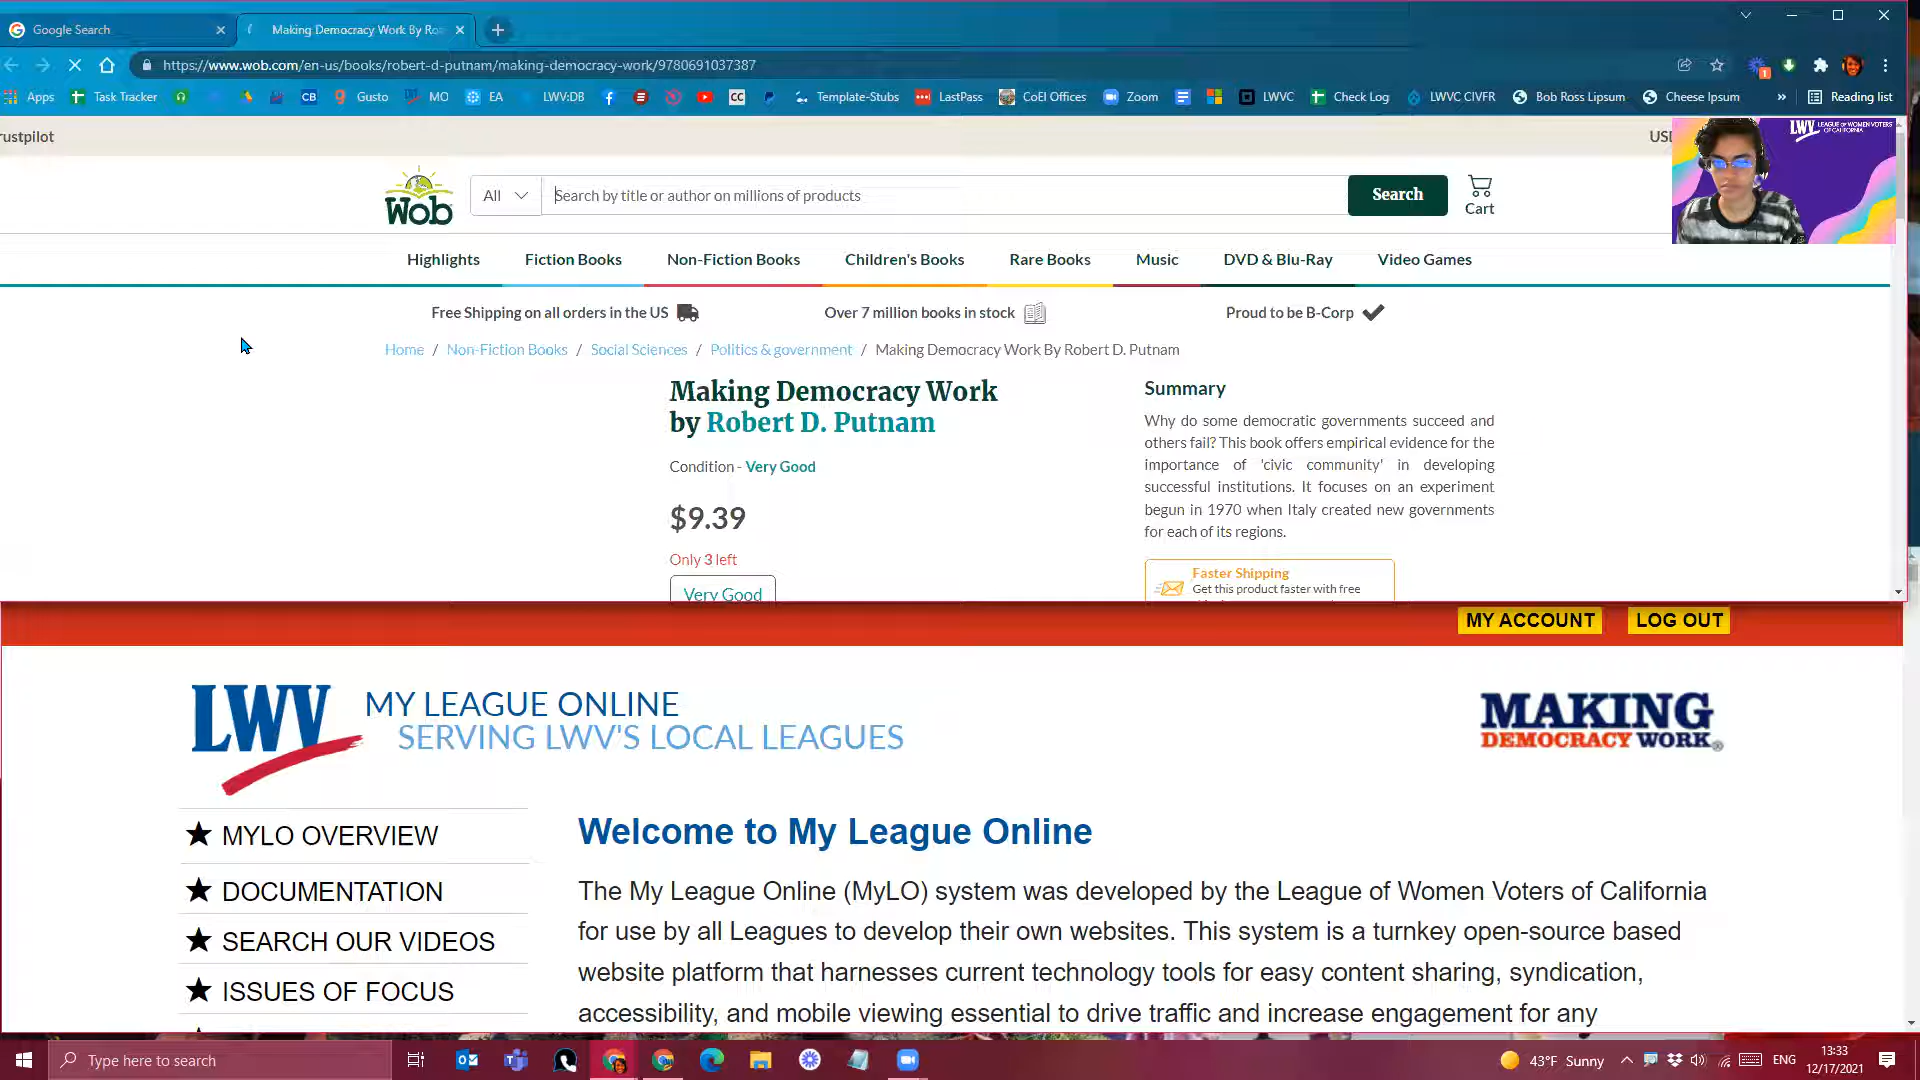 Google Search
Making Democracy Work By Ro
https://www.wob.com/en-us/books/robert-d-putnam/making-democracy-work/9780691037387
Apps Task Tracker CB Gusto MO EA LWV:DB CC Template-Stubs LastPass CoEl Offices Zoom LWVC Check Log LWVC CIVFR Bob Ross Lipsum Cheese Ipsum » Reading list
rustpilot
USD
LWV LEAGUE OF WOMEN VOTERS
OF CALIFORNIA
Wob
All
Search by title or author on millions of products
Search
Cart
Highlights Fiction Books Non-Fiction Books Children's Books Rare Books Music DVD & Blu-Ray Video Games
Free Shipping on all orders in the US Over 7 million books in stock Proud to be B-Corp
Home / Non-Fiction Books / Social Sciences / Politics & government / Making Democracy Work By Robert D. Putnam
Making Democracy Work
by Robert D. Putnam
Condition - Very Good
$9.39
Only 3 left
Very Good
Summary
Why do some democratic governments succeed and
others fail? This book offers empirical evidence for the
importance of 'civic community' in developing
successful institutions. It focuses on an experiment
begun in 1970 when Italy created new governments
for each of its regions.
Faster Shipping
Get this product faster with free
MY ACCOUNT LOG OUT
LWV
MY LEAGUE ONLINE
SERVING LWV'S LOCAL LEAGUES
MAKING
DEMOCRACY WORK®
★ MYLO OVERVIEW
★ DOCUMENTATION
★ SEARCH OUR VIDEOS
★ ISSUES OF FOCUS
Welcome to My League Online
The My League Online (MyLO) system was developed by the League of Women Voters of California
for use by all Leagues to develop their own websites. This system is a turnkey open-source based
website platform that harnesses current technology tools for easy content sharing, syndication,
accessibility, and mobile viewing essential to drive traffic and increase engagement for any
Type here to search
43°F Sunny
ENG
13:33
12/17/2021